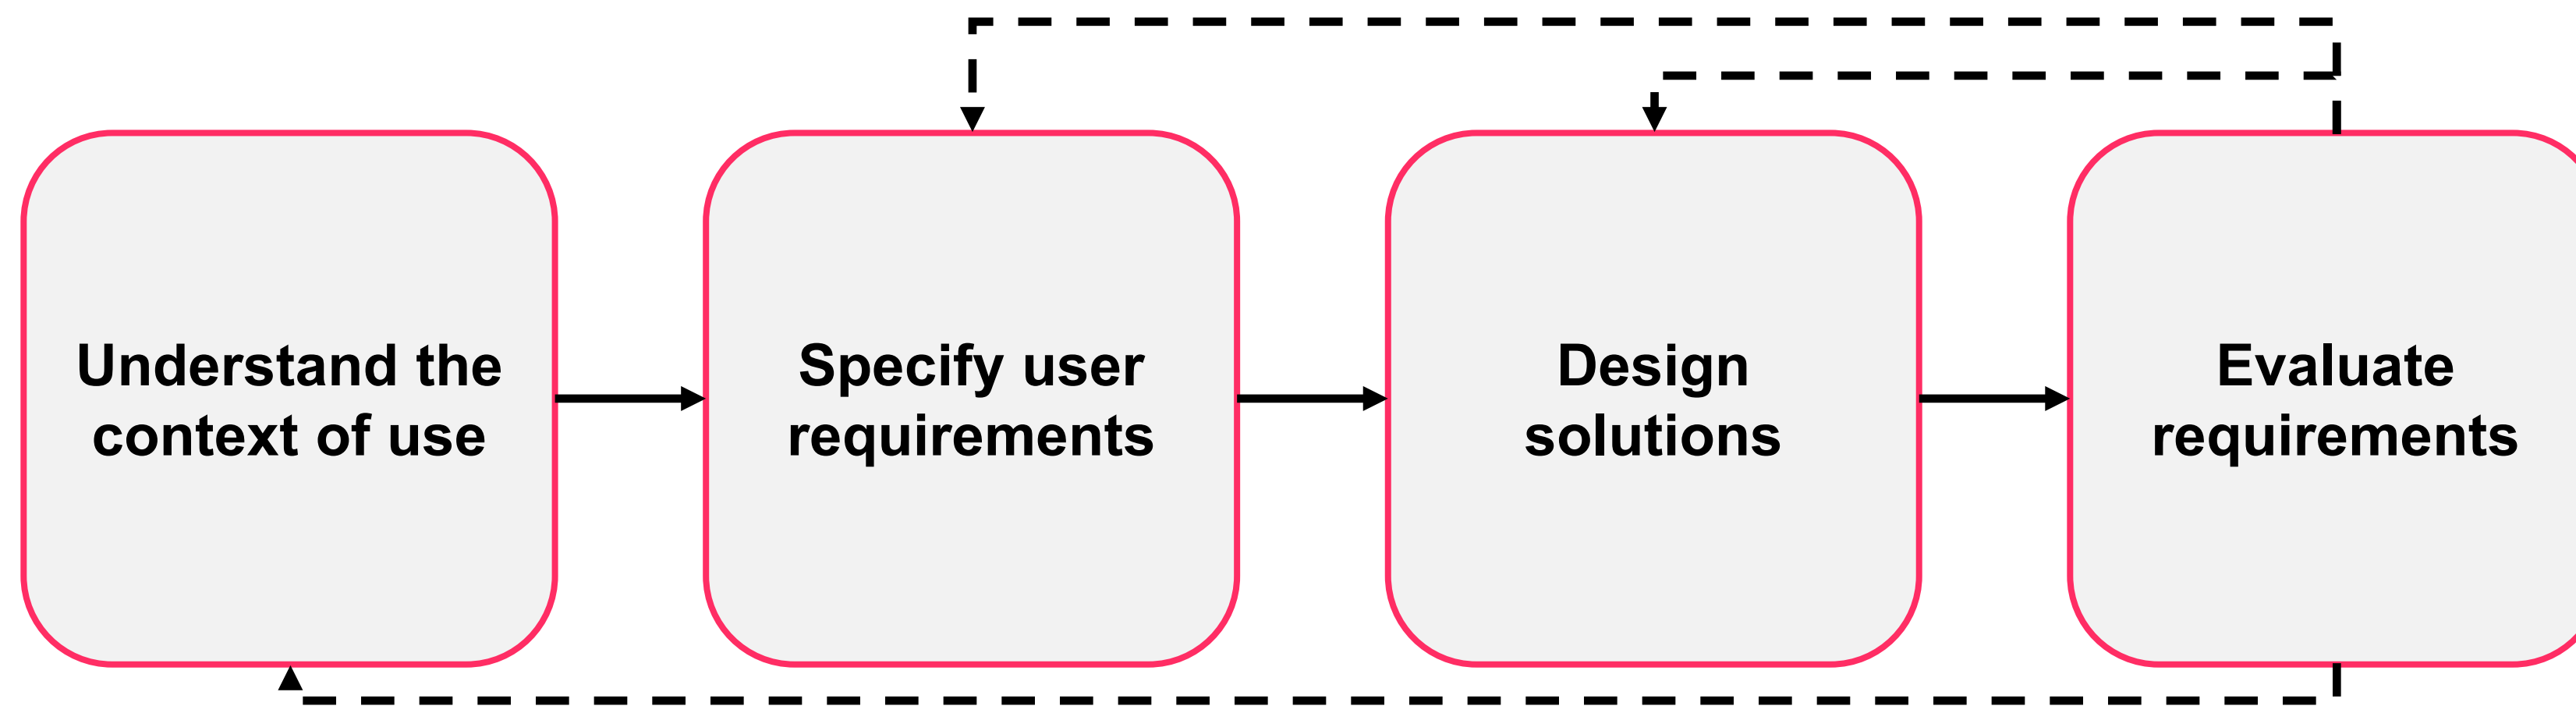 Understand the
context of use
Specify user
requirements
Design
solutions
Evaluate
requirements